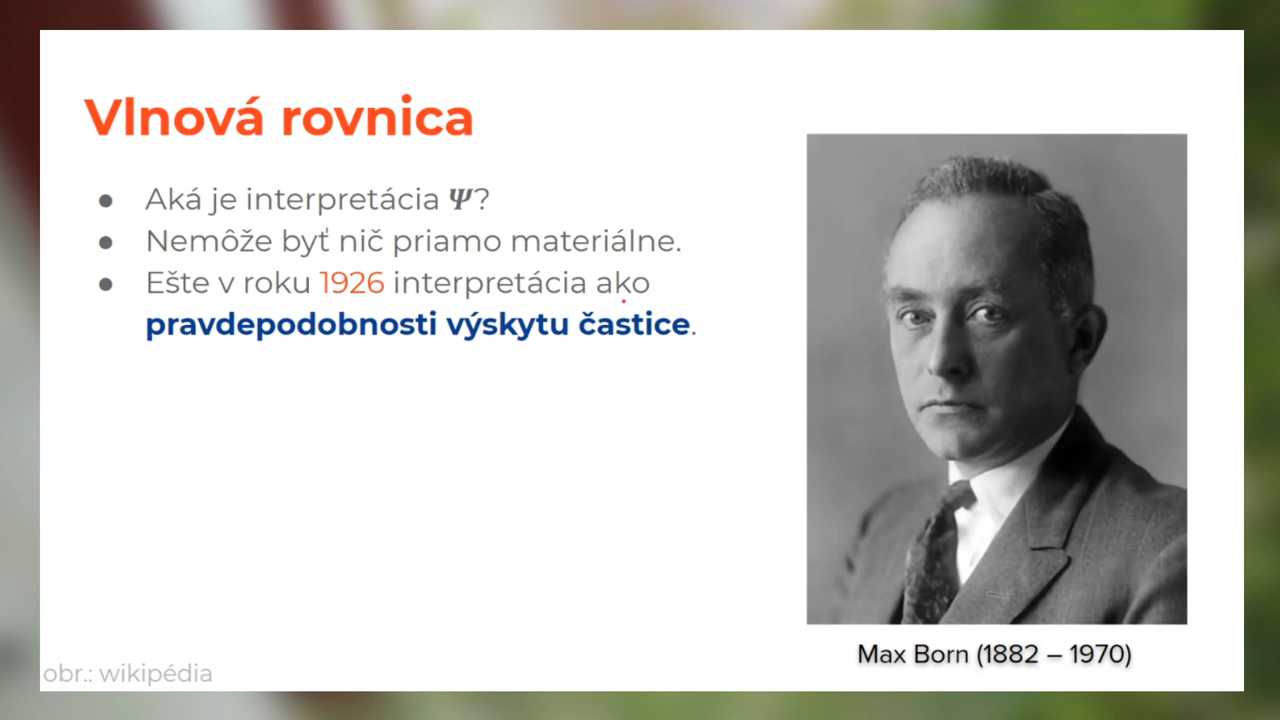 Vlnová rovnica
● Aká je interpretácia Ψ?
● Nemôže byť nič priamo materiálne.
● Ešte v roku 1926 interpretácia ako
pravdepodobnosti výskytu častice.
Max Born (1882 – 1970)
obr.: wikipédia